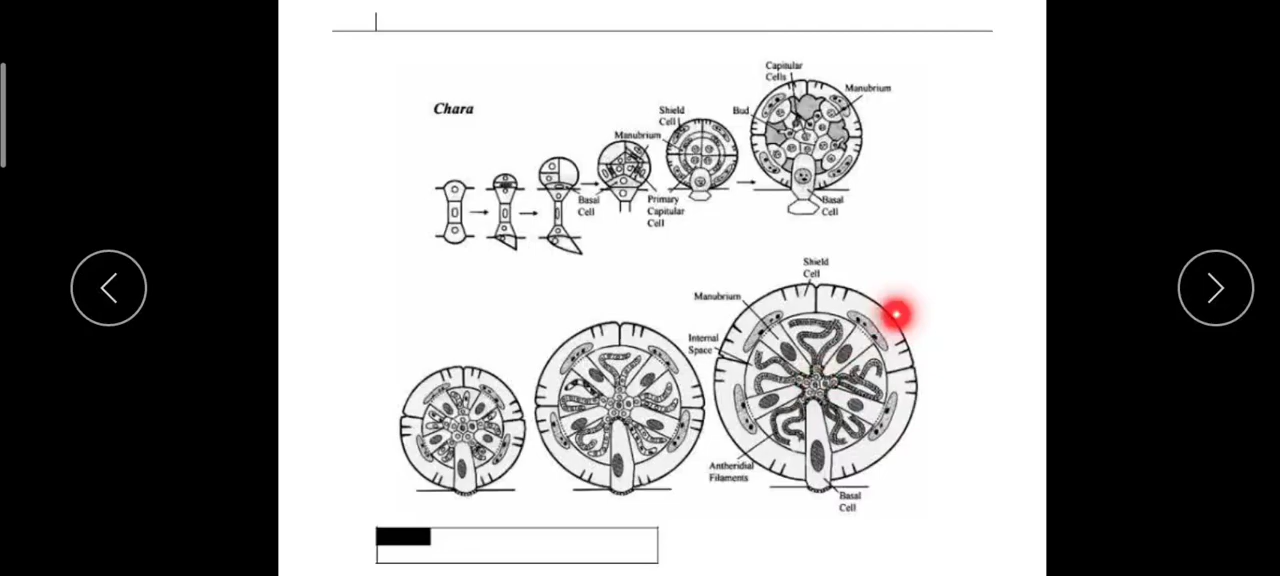 Chara
Capitular
Cells
Manubrium
Shield
Cell
Bud
Manubrium
Basal
Cell
Primary
Capitular
Cell
Basal
Cell
Shield
Cell
Manubrium
Internal
Space
Antheridial
Filaments
Basal
Cell